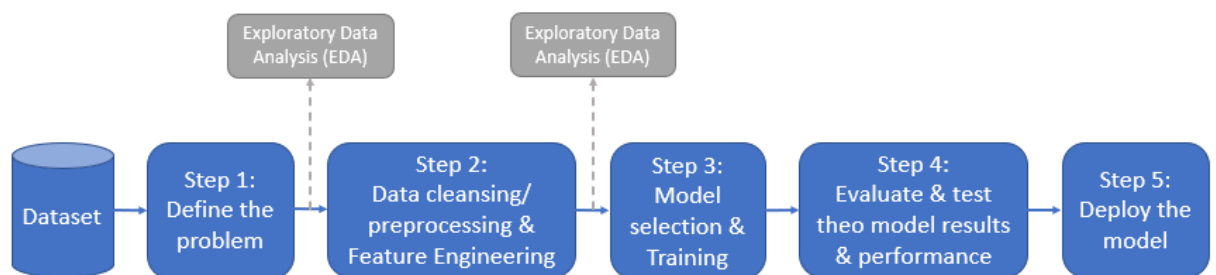 Exploratory Data
Analysis (EDA)
Exploratory Data
Analysis (EDA)
Dataset
Step 1:
Define the
problem
Step 2:
Data cleansing/
preprocessing &
Feature Engineering
Step 3:
Model
selection &
Training
Step 4:
Evaluate & test
theo model results
& performance
Step 5:
Deploy the
model